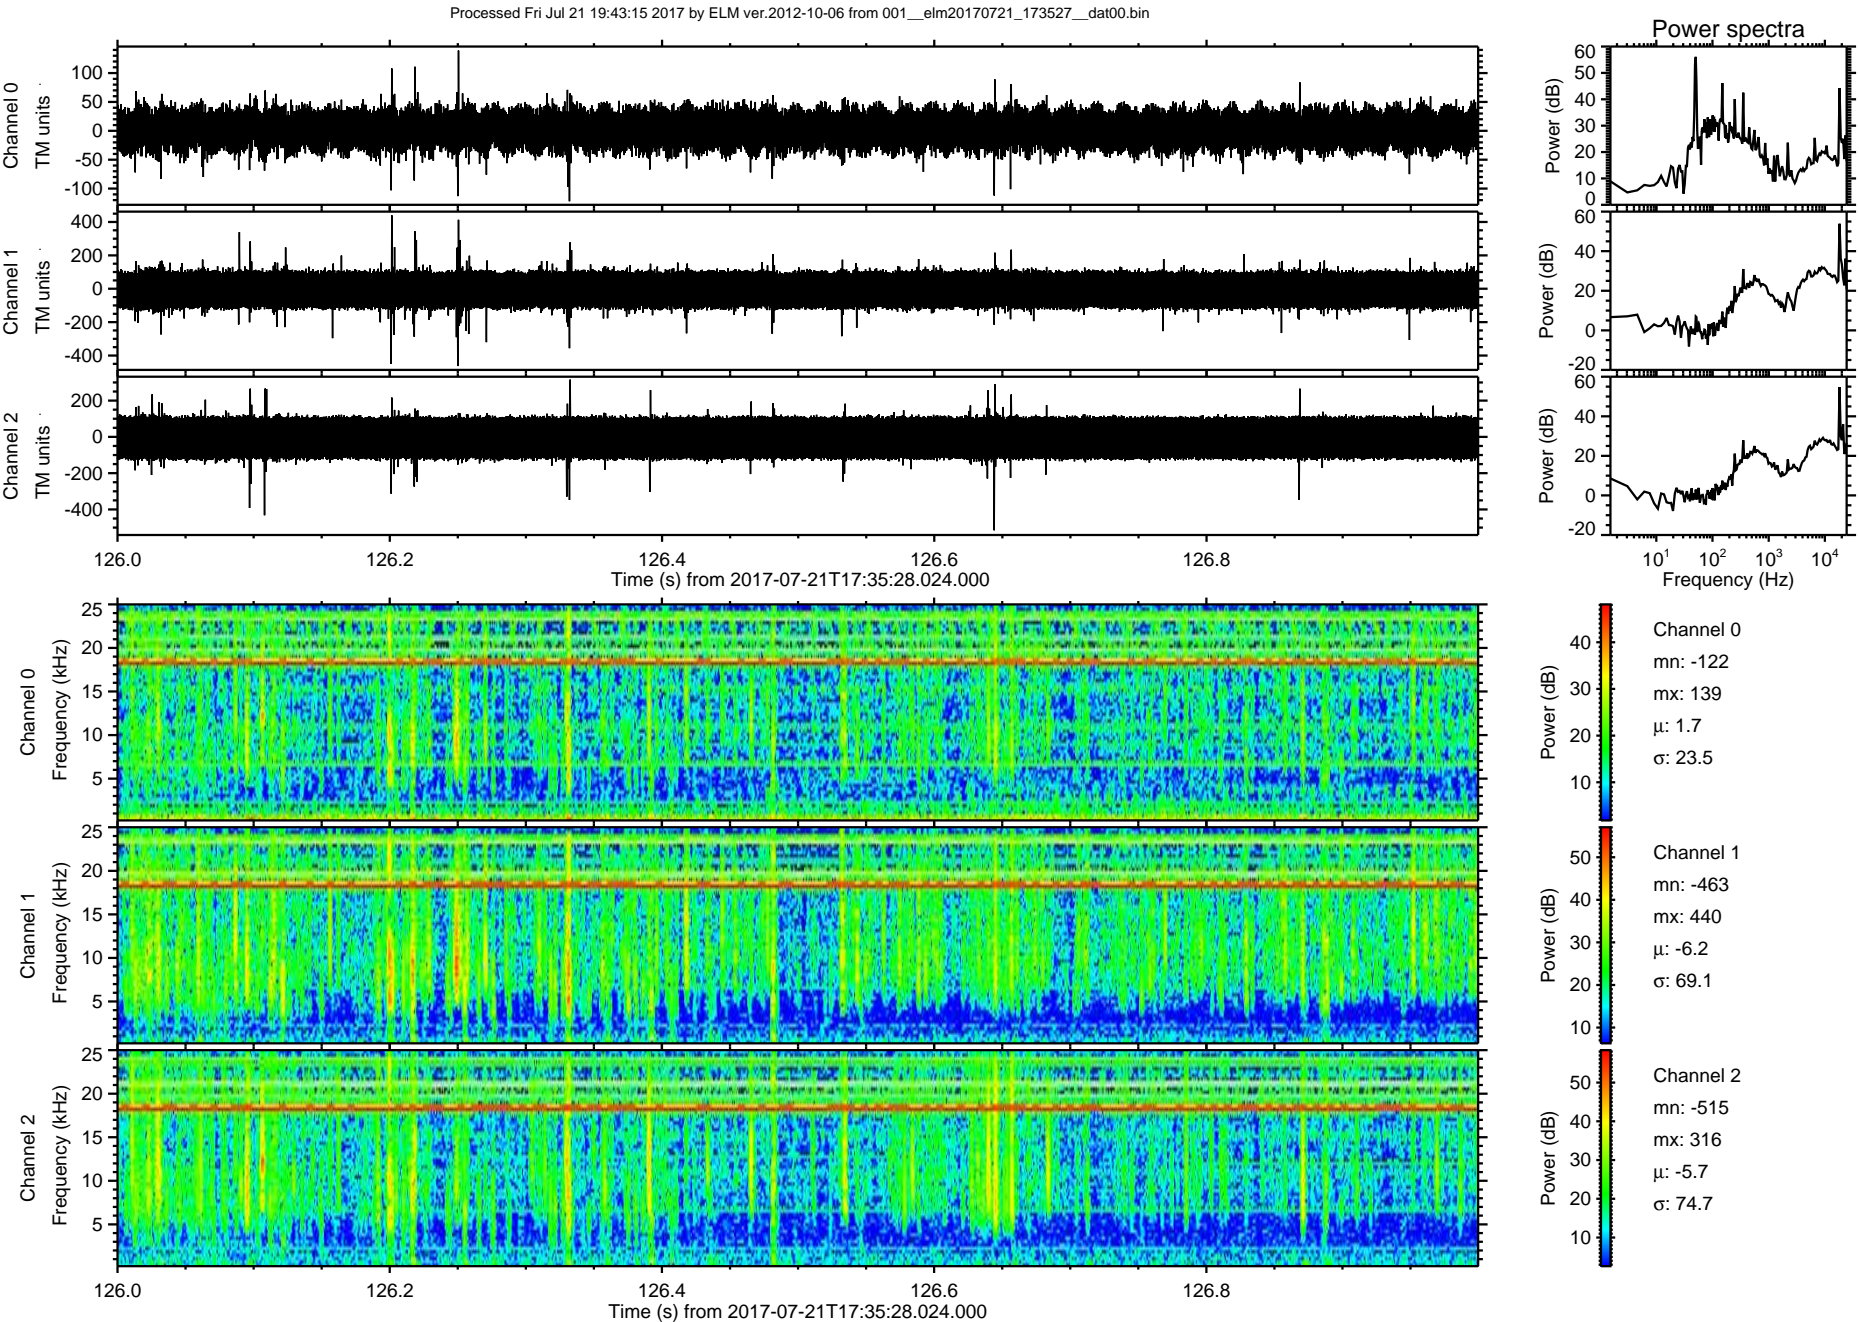 Processed Fri Jul 21 19:43:15 2017 by ELM ver.2012-10-06 from 001__elm20170721_173527__dat00.bin
Power spectra
Channel 0
TM units
100
50
0
-50
-100
Power (dB)
60
50
40
30
20
10
0
Channel 1
TM units
400
200
0
-200
-400
Power (dB)
60
40
20
0
-20
Channel 2
TM units
200
0
-200
-400
Power (dB)
60
40
20
0
-20
126.0 126.2 126.4 126.6 126.8
Time (s) from 2017-07-21T17:35:28.024.000
10¹ 10² 10³ 10⁴
Frequency (Hz)
Channel 0
Frequency (kHz)
25
20
15
10
5
Power (dB)
40
30
20
10
Channel 0
mn: -122
mx: 139
μ: 1.7
σ: 23.5
Channel 1
Frequency (kHz)
25
20
15
10
5
Power (dB)
50
40
30
20
10
Channel 1
mn: -463
mx: 440
μ: -6.2
σ: 69.1
Channel 2
Frequency (kHz)
25
20
15
10
5
Power (dB)
50
40
30
20
10
Channel 2
mn: -515
mx: 316
μ: -5.7
σ: 74.7
126.0 126.2 126.4 126.6 126.8
Time (s) from 2017-07-21T17:35:28.024.000